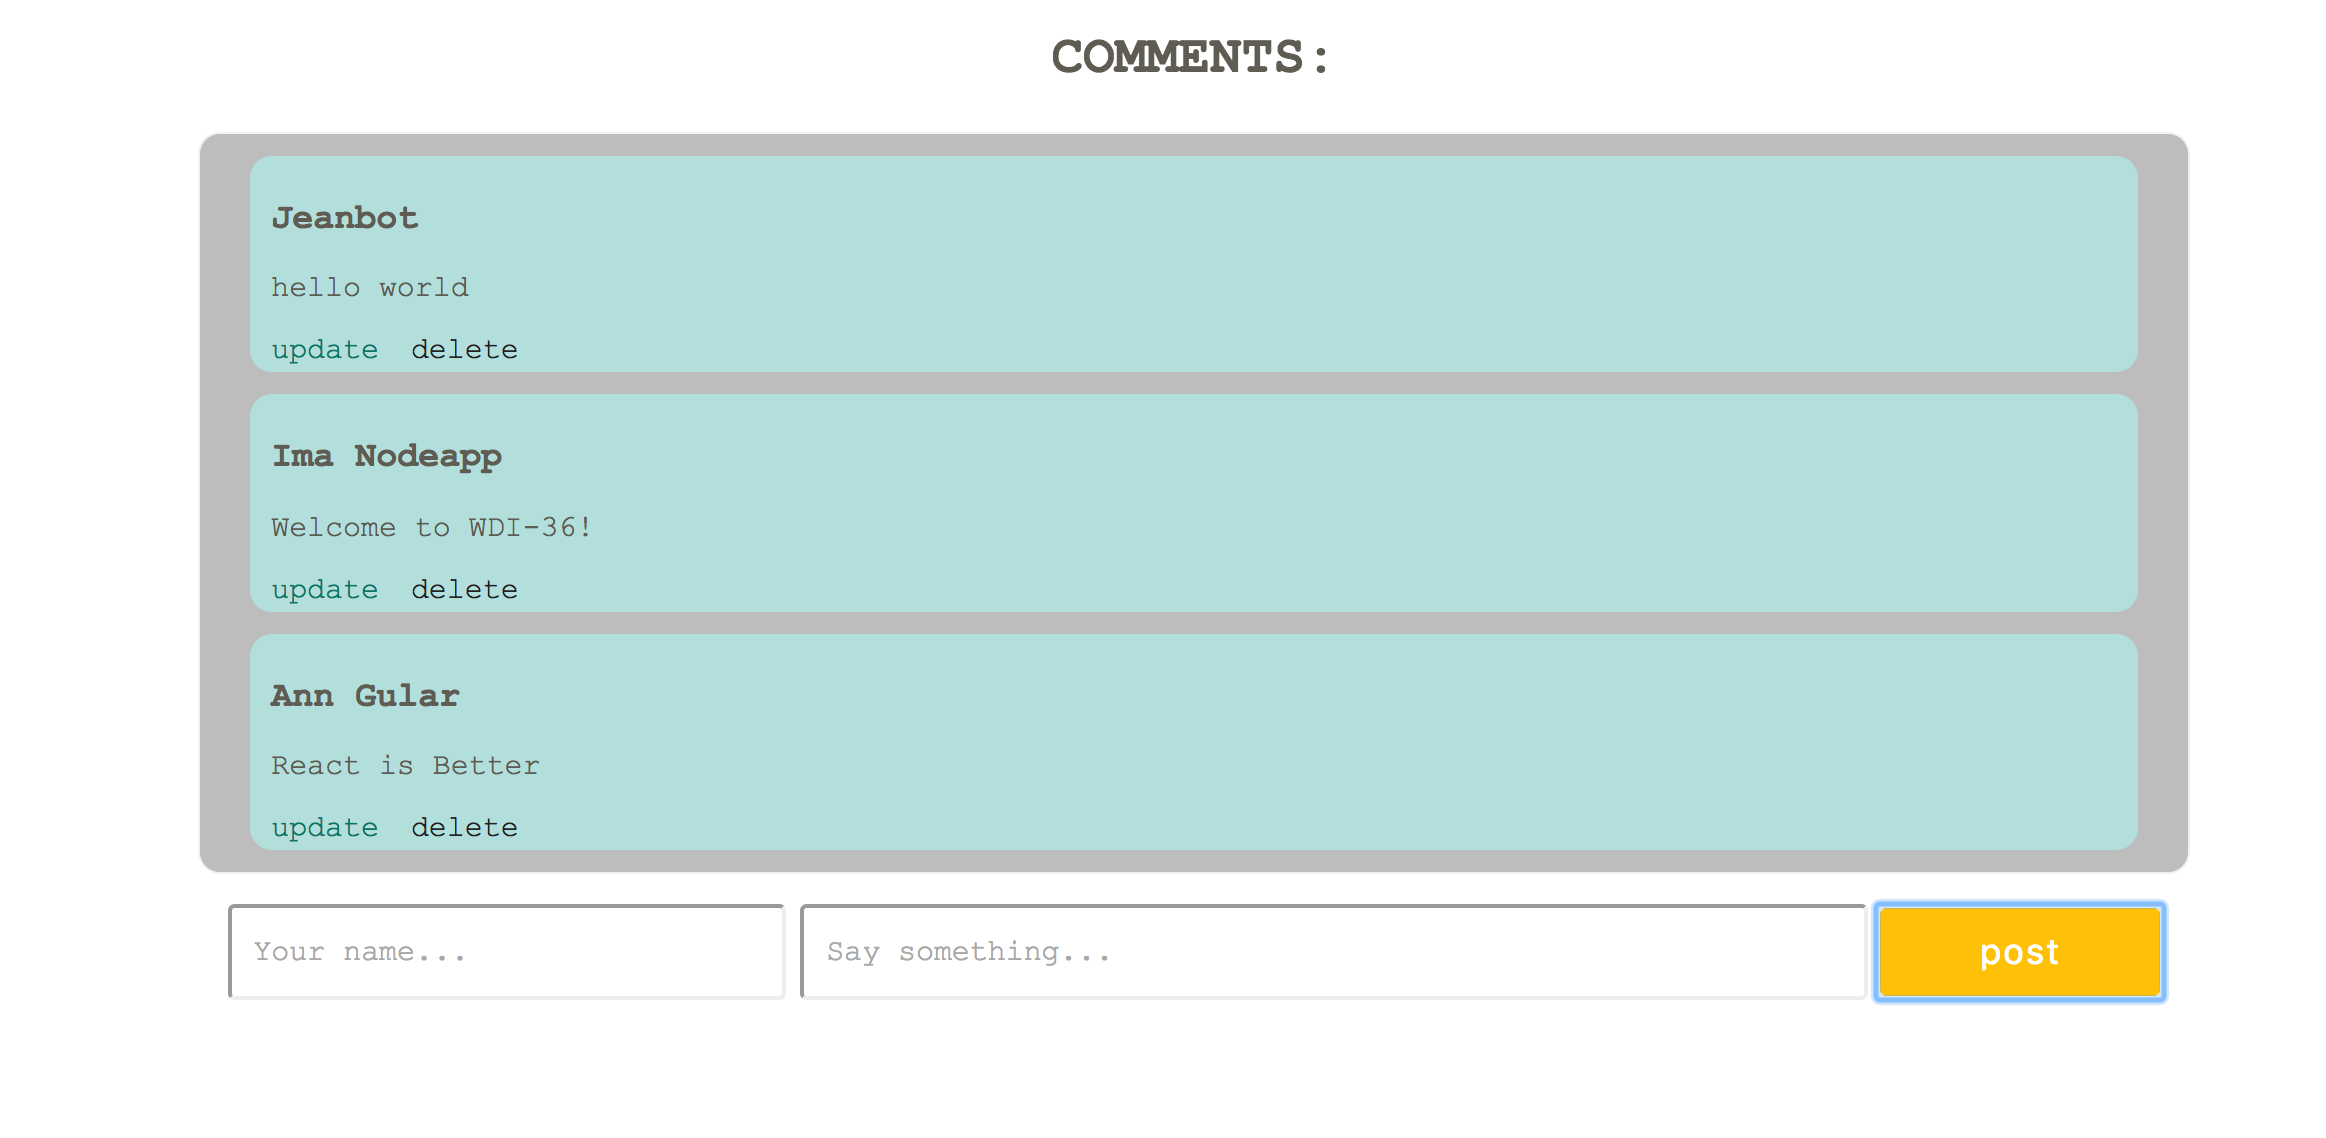 COMMENTS:
Jeanbot
hello world
update delete
Ima Nodeapp
Welcome to WDI-36!
update delete
Ann Gular
React is Better
update delete
Your name... Say something... post